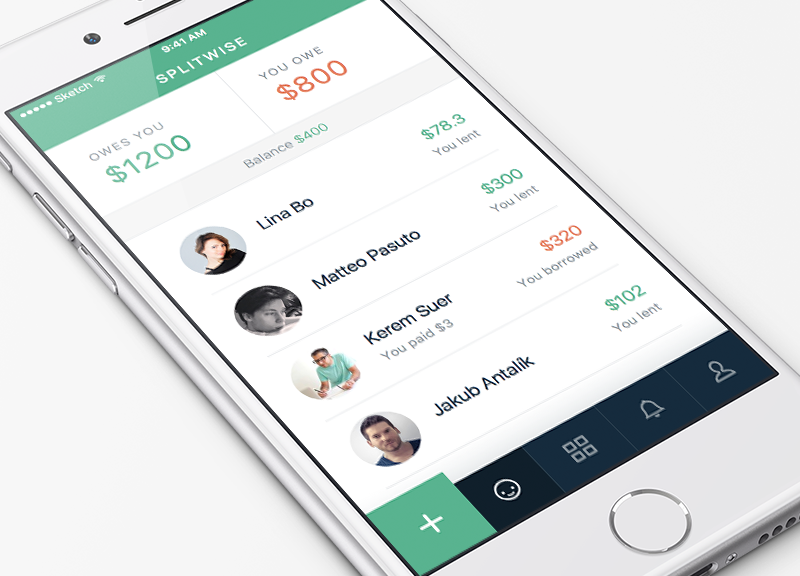 Sketch 9:41 AM
SPLITWISE
OWES YOU
$1200
YOU OWE
$800
Balance $400
Lina Bo
$78.3
You lent
Matteo Pasuto
$300
You lent
Kerem Suer
You paid $3
$320
You borrowed
Jakub Antalík
$102
You lent